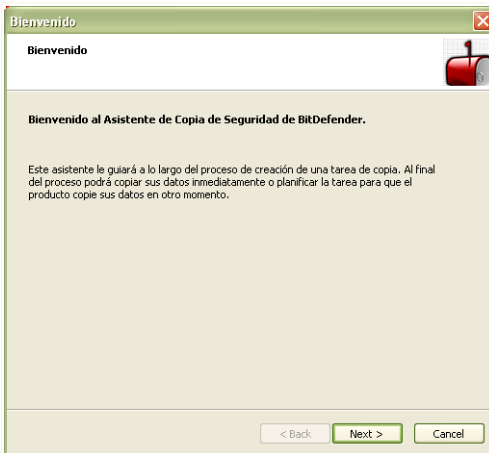 Bienvenido
Bienvenido
Bienvenido al Asistente de Copia de Seguridad de BitDefender.
Este asistente le guiará a lo largo del proceso de creación de una tarea de copia. Al final
del proceso podrá copiar sus datos inmediatamente o planificar la tarea para que el
producto copie sus datos en otro momento.
< Back Next > Cancel